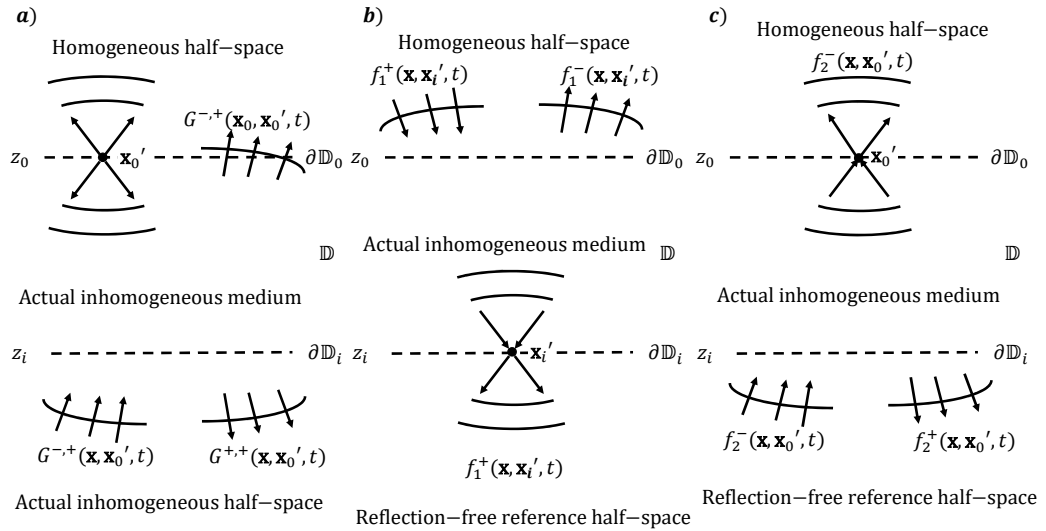 a)
Homogeneous half−space
G⁻,⁺(x₀, x₀′, t)
z₀
x₀′
∂𝔻₀
𝔻
Actual inhomogeneous medium
zᵢ
∂𝔻ᵢ
G⁻,⁺(x, x₀′, t)
G⁺,⁺(x, x₀′, t)
Actual inhomogeneous half−space
b)
Homogeneous half−space
f₁⁺(x, xᵢ′, t)
f₁⁻(x, xᵢ′, t)
z₀
∂𝔻₀
Actual inhomogeneous medium
𝔻
zᵢ
xᵢ′
∂𝔻ᵢ
f₁⁺(x, xᵢ′, t)
Reflection−free reference half−space
c)
Homogeneous half−space
f₂⁻(x, x₀′, t)
z₀
x₀′
∂𝔻₀
𝔻
Actual inhomogeneous medium
zᵢ
∂𝔻ᵢ
f₂⁻(x, x₀′, t)
f₂⁺(x, x₀′, t)
Reflection−free reference half−space